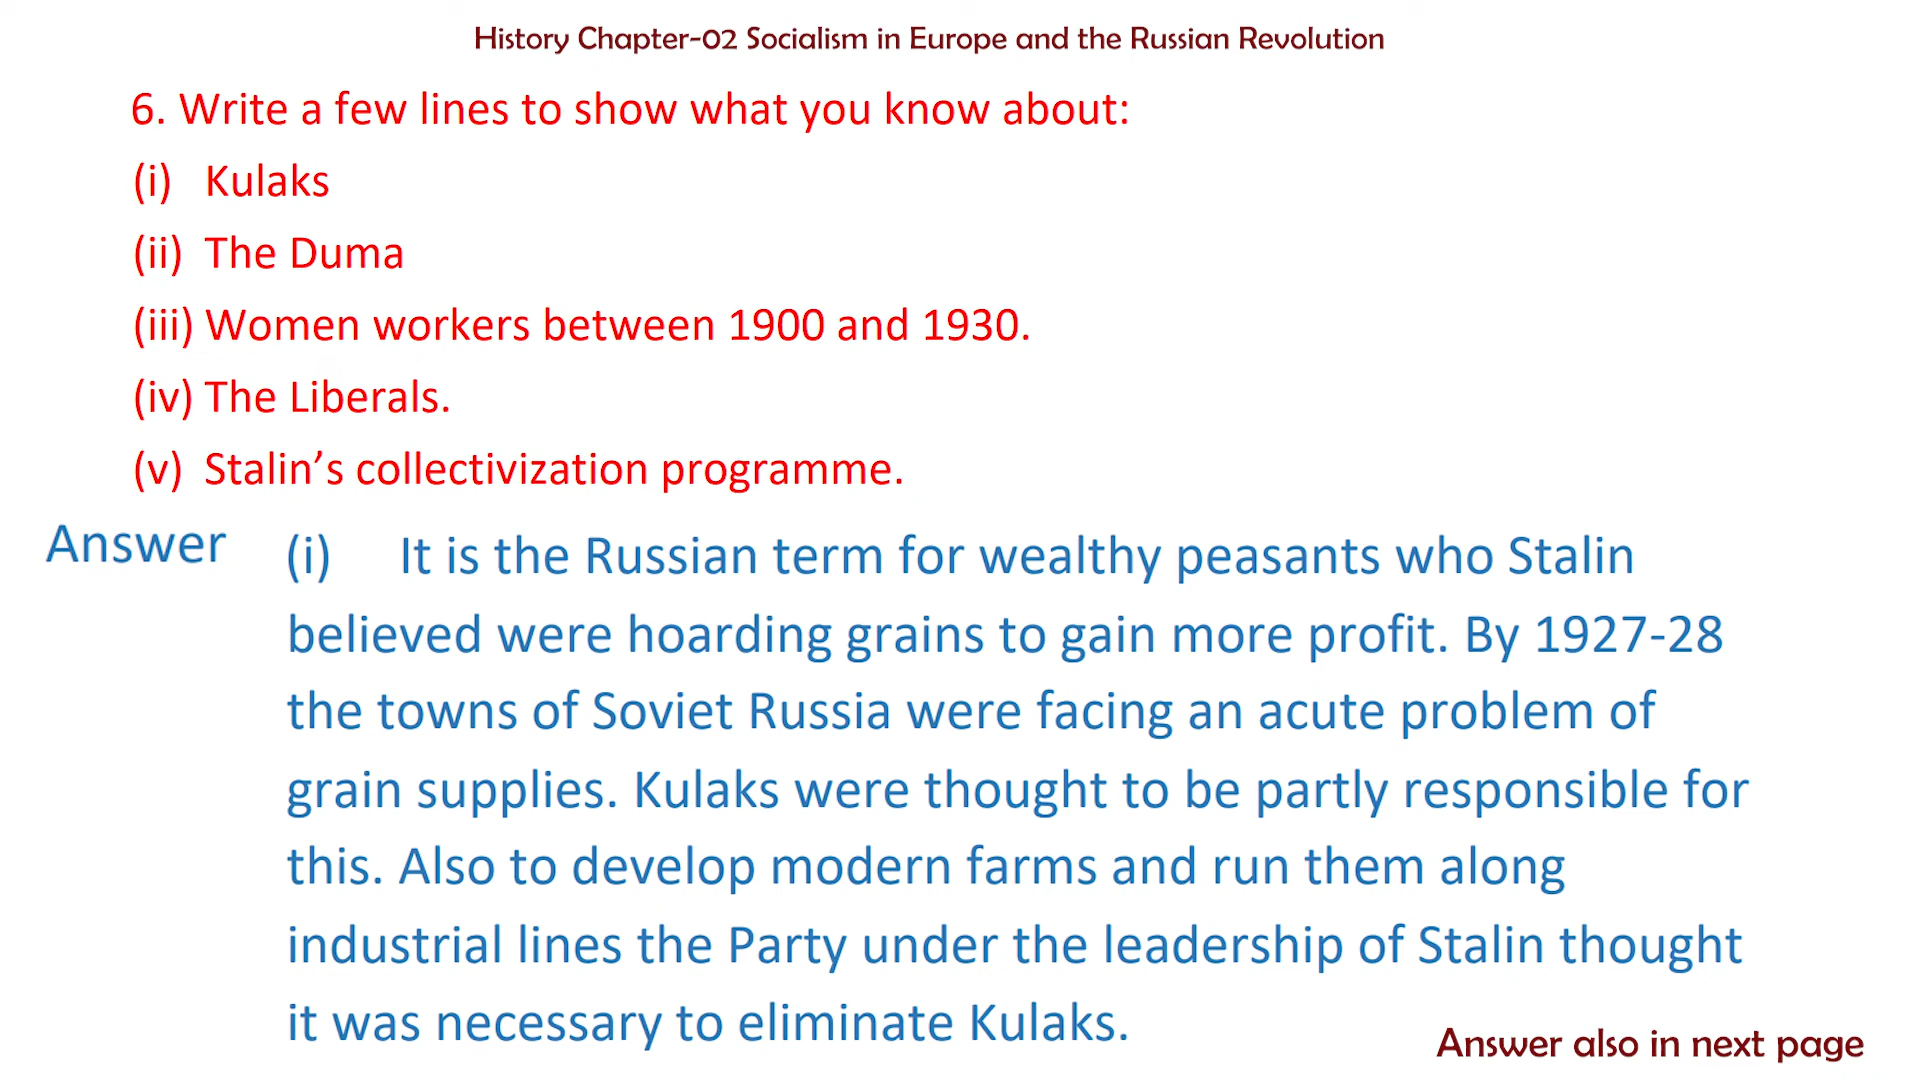 History Chapter-02 Socialism in Europe and the Russian Revolution
6. Write a few lines to show what you know about:
(i) Kulaks
(ii) The Duma
(iii) Women workers between 1900 and 1930.
(iv) The Liberals.
(v) Stalin’s collectivization programme.
Answer (i) It is the Russian term for wealthy peasants who Stalin
believed were hoarding grains to gain more profit. By 1927-28
the towns of Soviet Russia were facing an acute problem of
grain supplies. Kulaks were thought to be partly responsible for
this. Also to develop modern farms and run them along
industrial lines the Party under the leadership of Stalin thought
it was necessary to eliminate Kulaks.
Answer also in next page